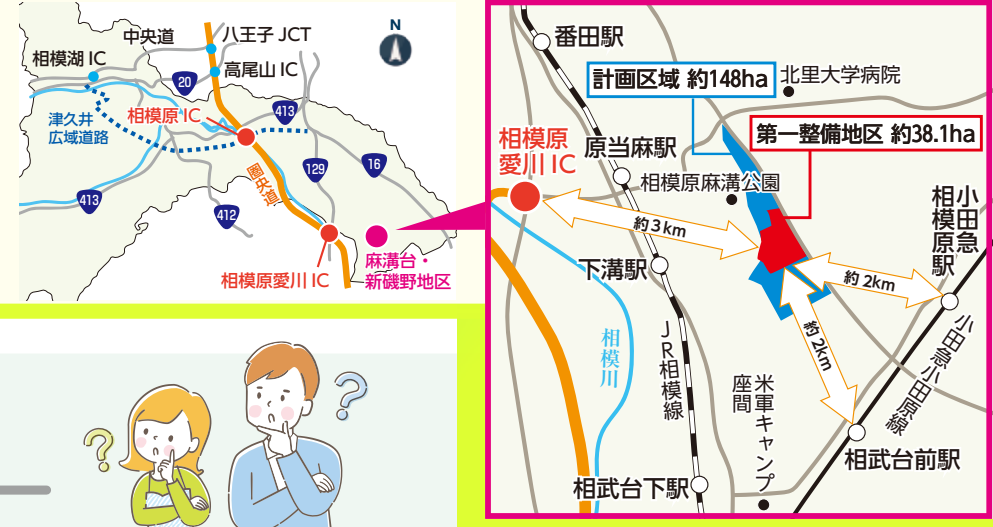 中央道
八王子 JCT
N
相模湖 IC
高尾山 IC
20
津久井
広域道路
相模原 IC
413
圏央道
129
16
413
412
相模原愛川 IC
麻溝台・
新磯野地区
番田駅
計画区域 約148ha
北里大学病院
第一整備地区 約38.1ha
相模原
愛川 IC
原当麻駅
相模原麻溝公園
小田急
相模原駅
約3km
下溝駅
約2km
約2km
相模川
JR相模線
小田急小田原線
米軍キャンプ
座間
相武台前駅
相武台下駅
?
?